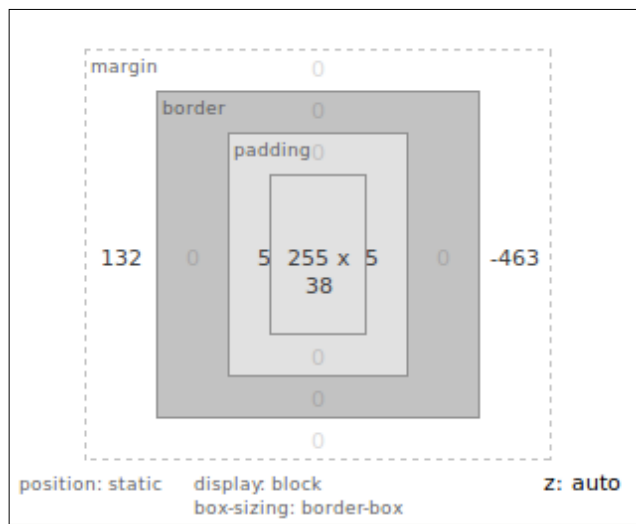 margin 0
border 0
padding 0
132 0 5 255 x 5 0 -463
38
0
0
0
position: static display: block z: auto
box-sizing: border-box